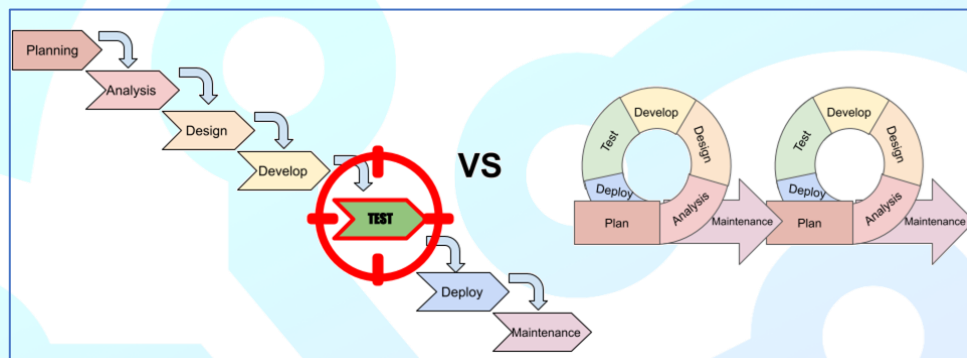 Planning
Analysis
Design
Develop
TEST
Deploy
Maintenance
VS
Develop
Test
Design
Deploy
Plan
Analysis
Maintenance
Develop
Test
Design
Deploy
Plan
Analysis
Maintenance